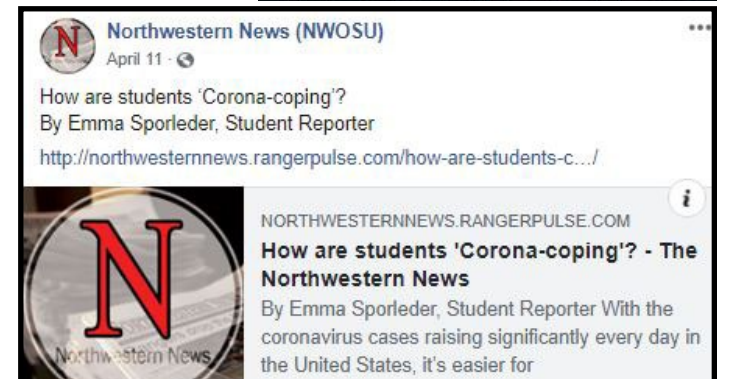 N
Northwestern News (NWOSU)
April 11 ·
How are students ‘Corona-coping’?
By Emma Sporleder, Student Reporter
http://northwesternnews.rangerpulse.com/how-are-students-c…/
N
Northwestern News
i
NORTHWESTERNNEWS.RANGERPULSE.COM
How are students 'Corona-coping'? - The
Northwestern News
By Emma Sporleder, Student Reporter With the
coronavirus cases raising significantly every day in
the United States, it’s easier for